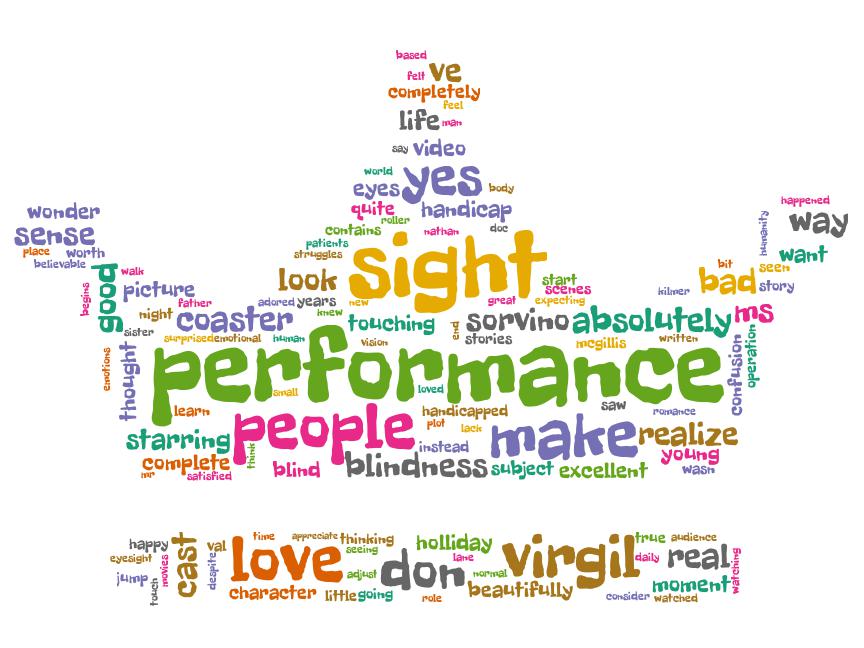 based
felt ve
completely
feel
life man
say video
world
eyes yes body
quite handicap
roller
contains nathan doc
patients
struggles
wonder
sense
place worth
believable
happened
humanity way
want
bit seen
kilmer bad story
begins good walk
picture
father
night coaster
sister
look sight start
scenes
adored years new great expecting
knew
touching end sorvino absolutely ms
stories mcgillis written
surprised emotional human vision
emotions thought performance confusion operation
small loved
learn people handicapped saw romance
plot lack
starring think instead make realize
complete blind blindness subject excellent young
mr satisfied wasn
happy cast val time appreciate thinking holliday true audience
eyesight love seeing lane virgil daily real watching
jump movies despite adjust don normal moment
touch character little going role beautifully consider watched